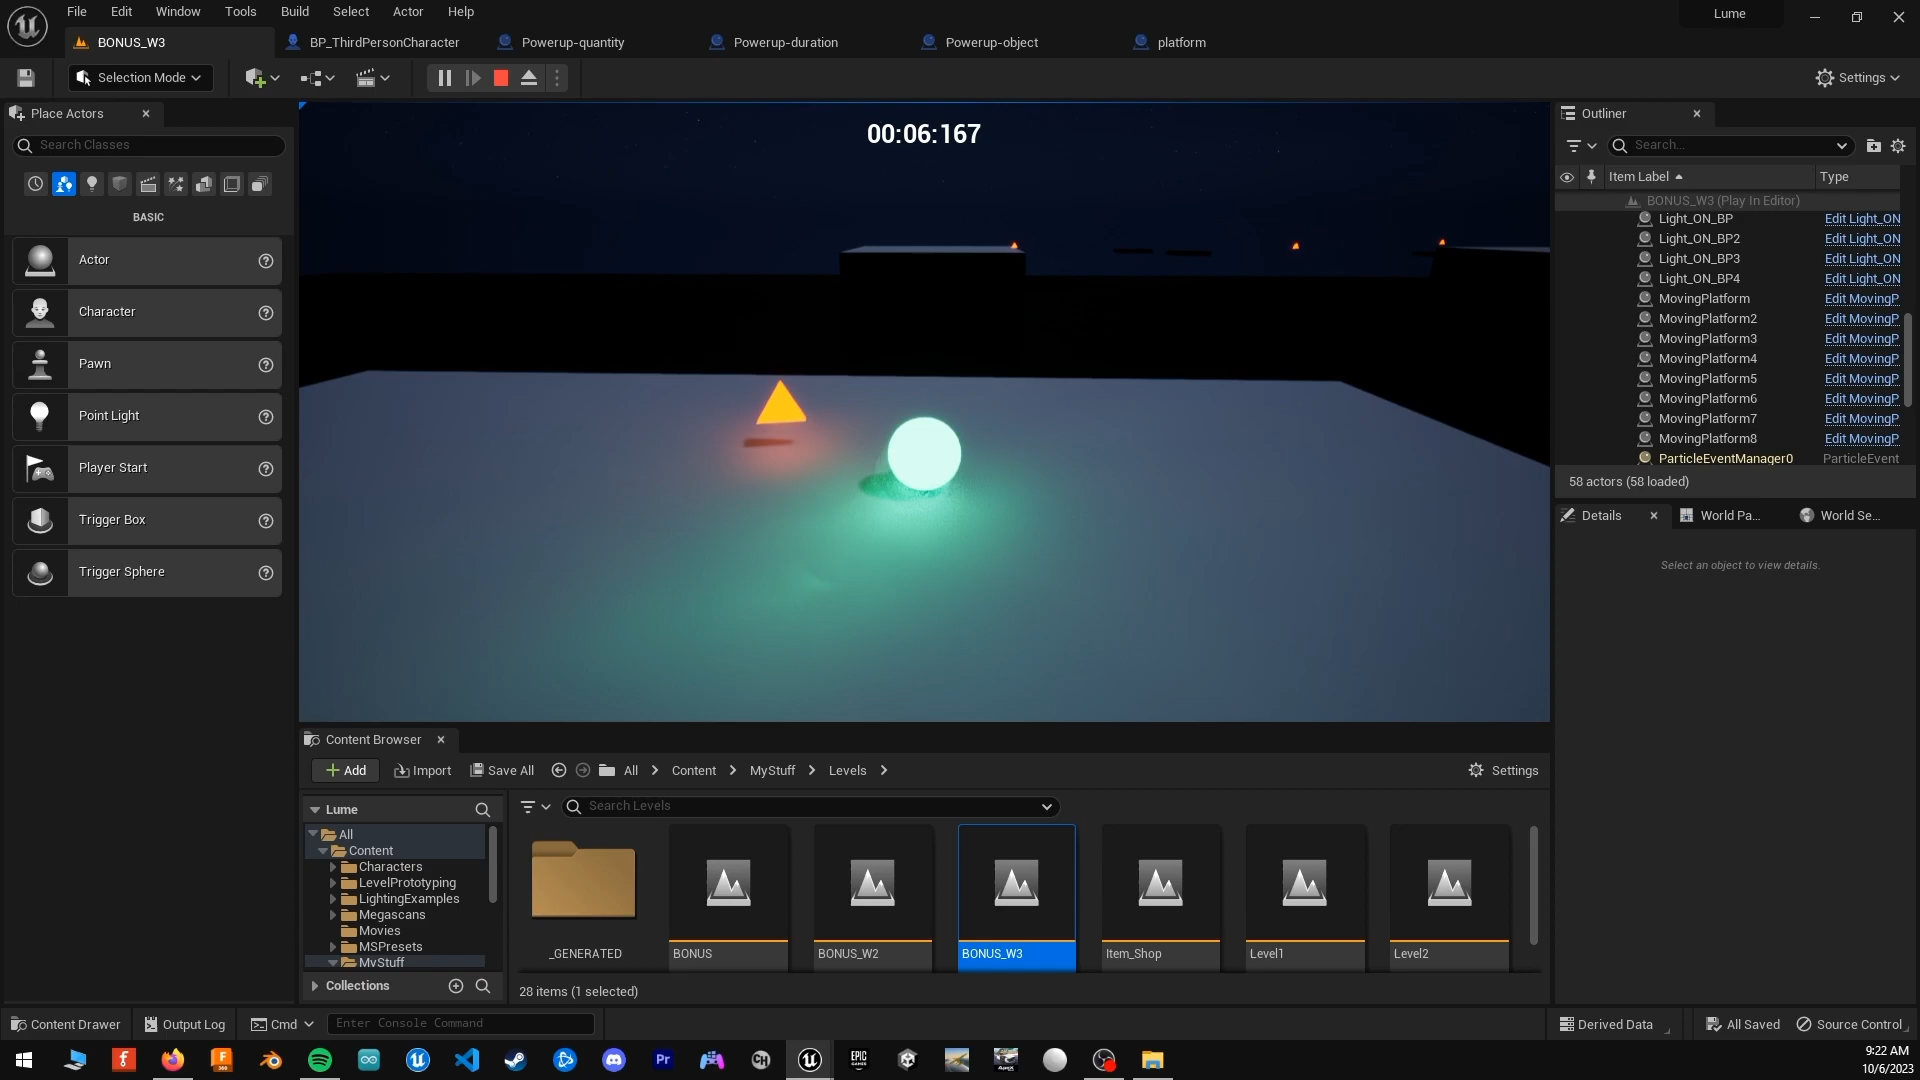 File Edit Window Tools Build Select Actor Help
Lume
BONUS_W3
BP_ThirdPersonCharacter
Powerup-quantity
Powerup-duration
Powerup-object
platform
Selection Mode
Settings
Place Actors
Search Classes
BASIC
Actor
Character
Pawn
Point Light
Player Start
Trigger Box
Trigger Sphere
00:06:167
Outliner
Search...
Item Label Type
BONUS_W3 (Play In Editor)
Light_ON_BP Edit Light_ON
Light_ON_BP2 Edit Light_ON
Light_ON_BP3 Edit Light_ON
Light_ON_BP4 Edit Light_ON
MovingPlatform Edit MovingP
MovingPlatform2 Edit MovingP
MovingPlatform3 Edit MovingP
MovingPlatform4 Edit MovingP
MovingPlatform5 Edit MovingP
MovingPlatform6 Edit MovingP
MovingPlatform7 Edit MovingP
MovingPlatform8 Edit MovingP
ParticleEventManager0 ParticleEvent
58 actors (58 loaded)
Details
World Pa...
World Se...
Select an object to view details.
Content Browser
Add Import Save All All Content MyStuff Levels Settings
Lume
All
Content
Characters
LevelPrototyping
LightingExamples
Megascans
Movies
MSPresets
MyStuff
Collections
Search Levels
_GENERATED
BONUS
BONUS_W2
BONUS_W3
Item_Shop
Level1
Level2
28 items (1 selected)
Content Drawer Output Log Cmd Enter Console Command
Derived Data All Saved Source Control
9:22 AM
10/6/2023